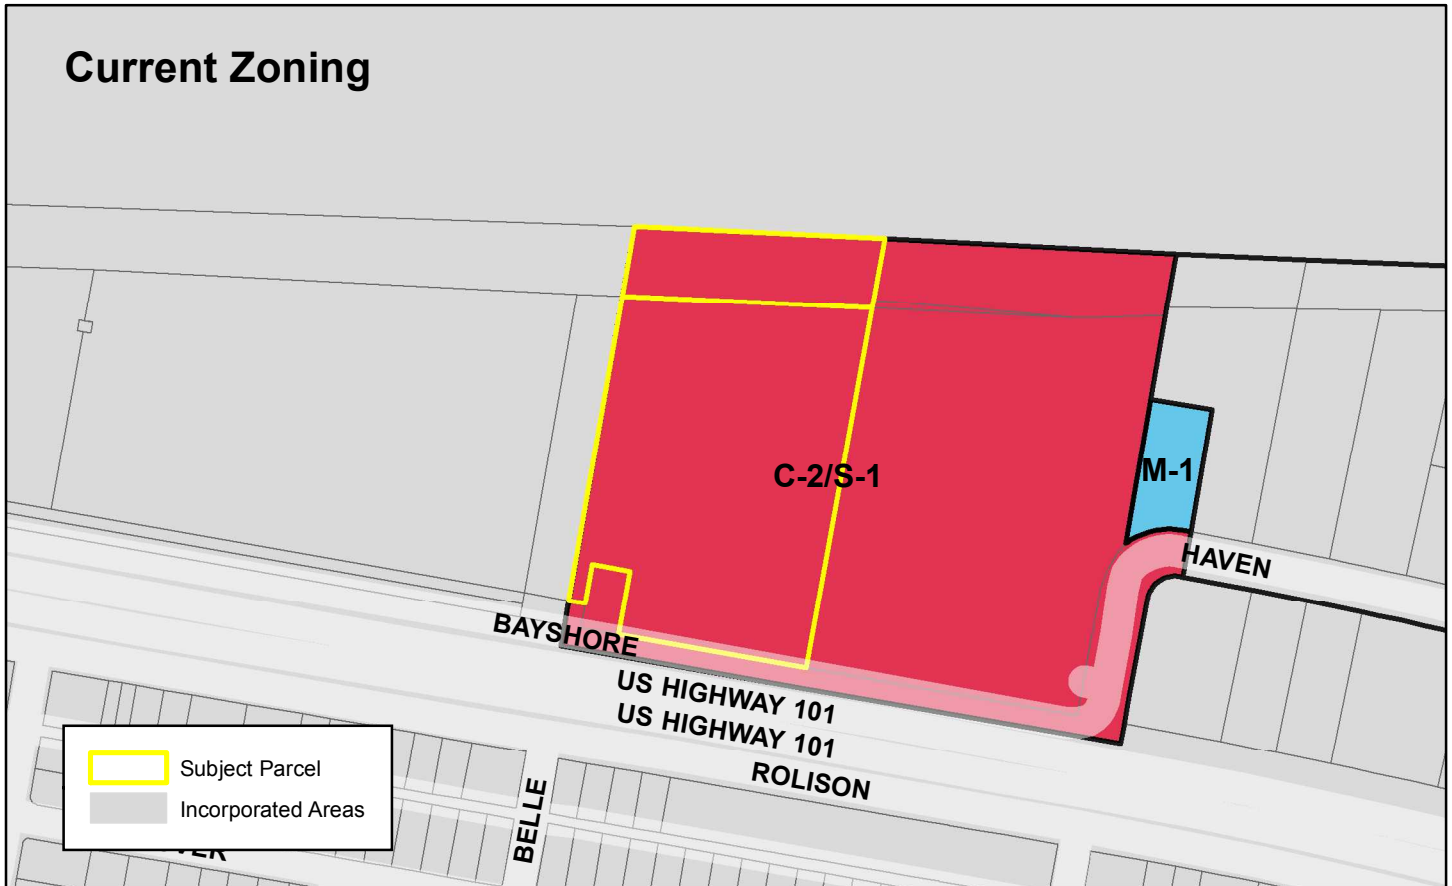 Current Zoning
C-2/S-1
M-1
HAVEN
BAYSHORE
US HIGHWAY 101
US HIGHWAY 101
ROLISON
BELLE
Subject Parcel
Incorporated Areas